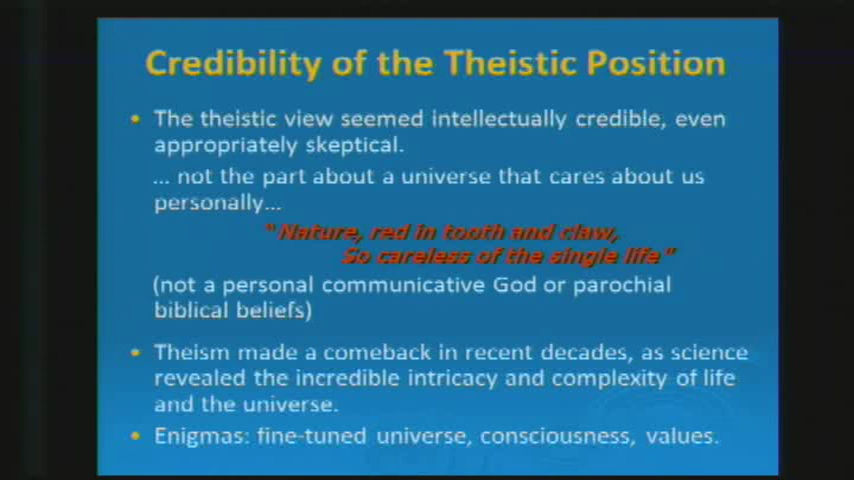 Credibility of the Theistic Position
• The theistic view seemed intellectually credible, even
appropriately skeptical.
... not the part about a universe that cares about us
personally...
"Nature, red in tooth and claw,
So careless of the single life"
(not a personal communicative God or parochial
biblical beliefs)
• Theism made a comeback in recent decades, as science
revealed the incredible intricacy and complexity of life
and the universe.
• Enigmas: fine-tuned universe, consciousness, values.